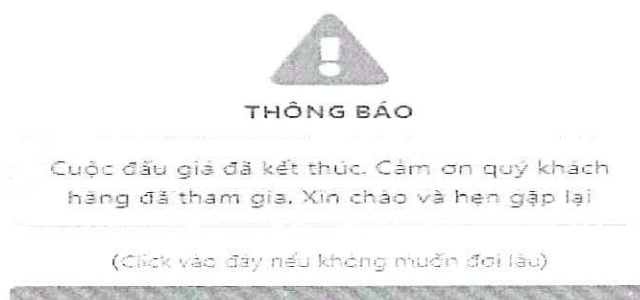 THÔNG BÁO
Cuộc đấu giá đã kết thúc. Cảm ơn quý khách
hàng đã tham gia. Xin chào và hẹn gặp lại
(Click vào đây nếu không muốn đợi lâu)